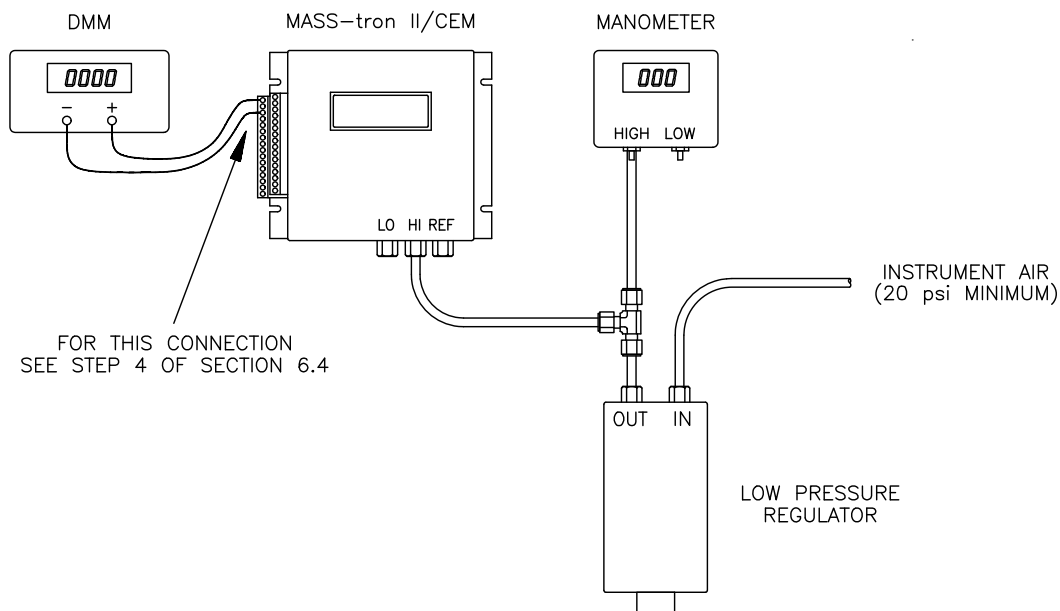 DMM
MASS-tron II/CEM
MANOMETER
0000
- +
000
HIGH LOW
LO HI REF
INSTRUMENT AIR
(20 psi MINIMUM)
FOR THIS CONNECTION
SEE STEP 4 OF SECTION 6.4
OUT IN
LOW PRESSURE
REGULATOR